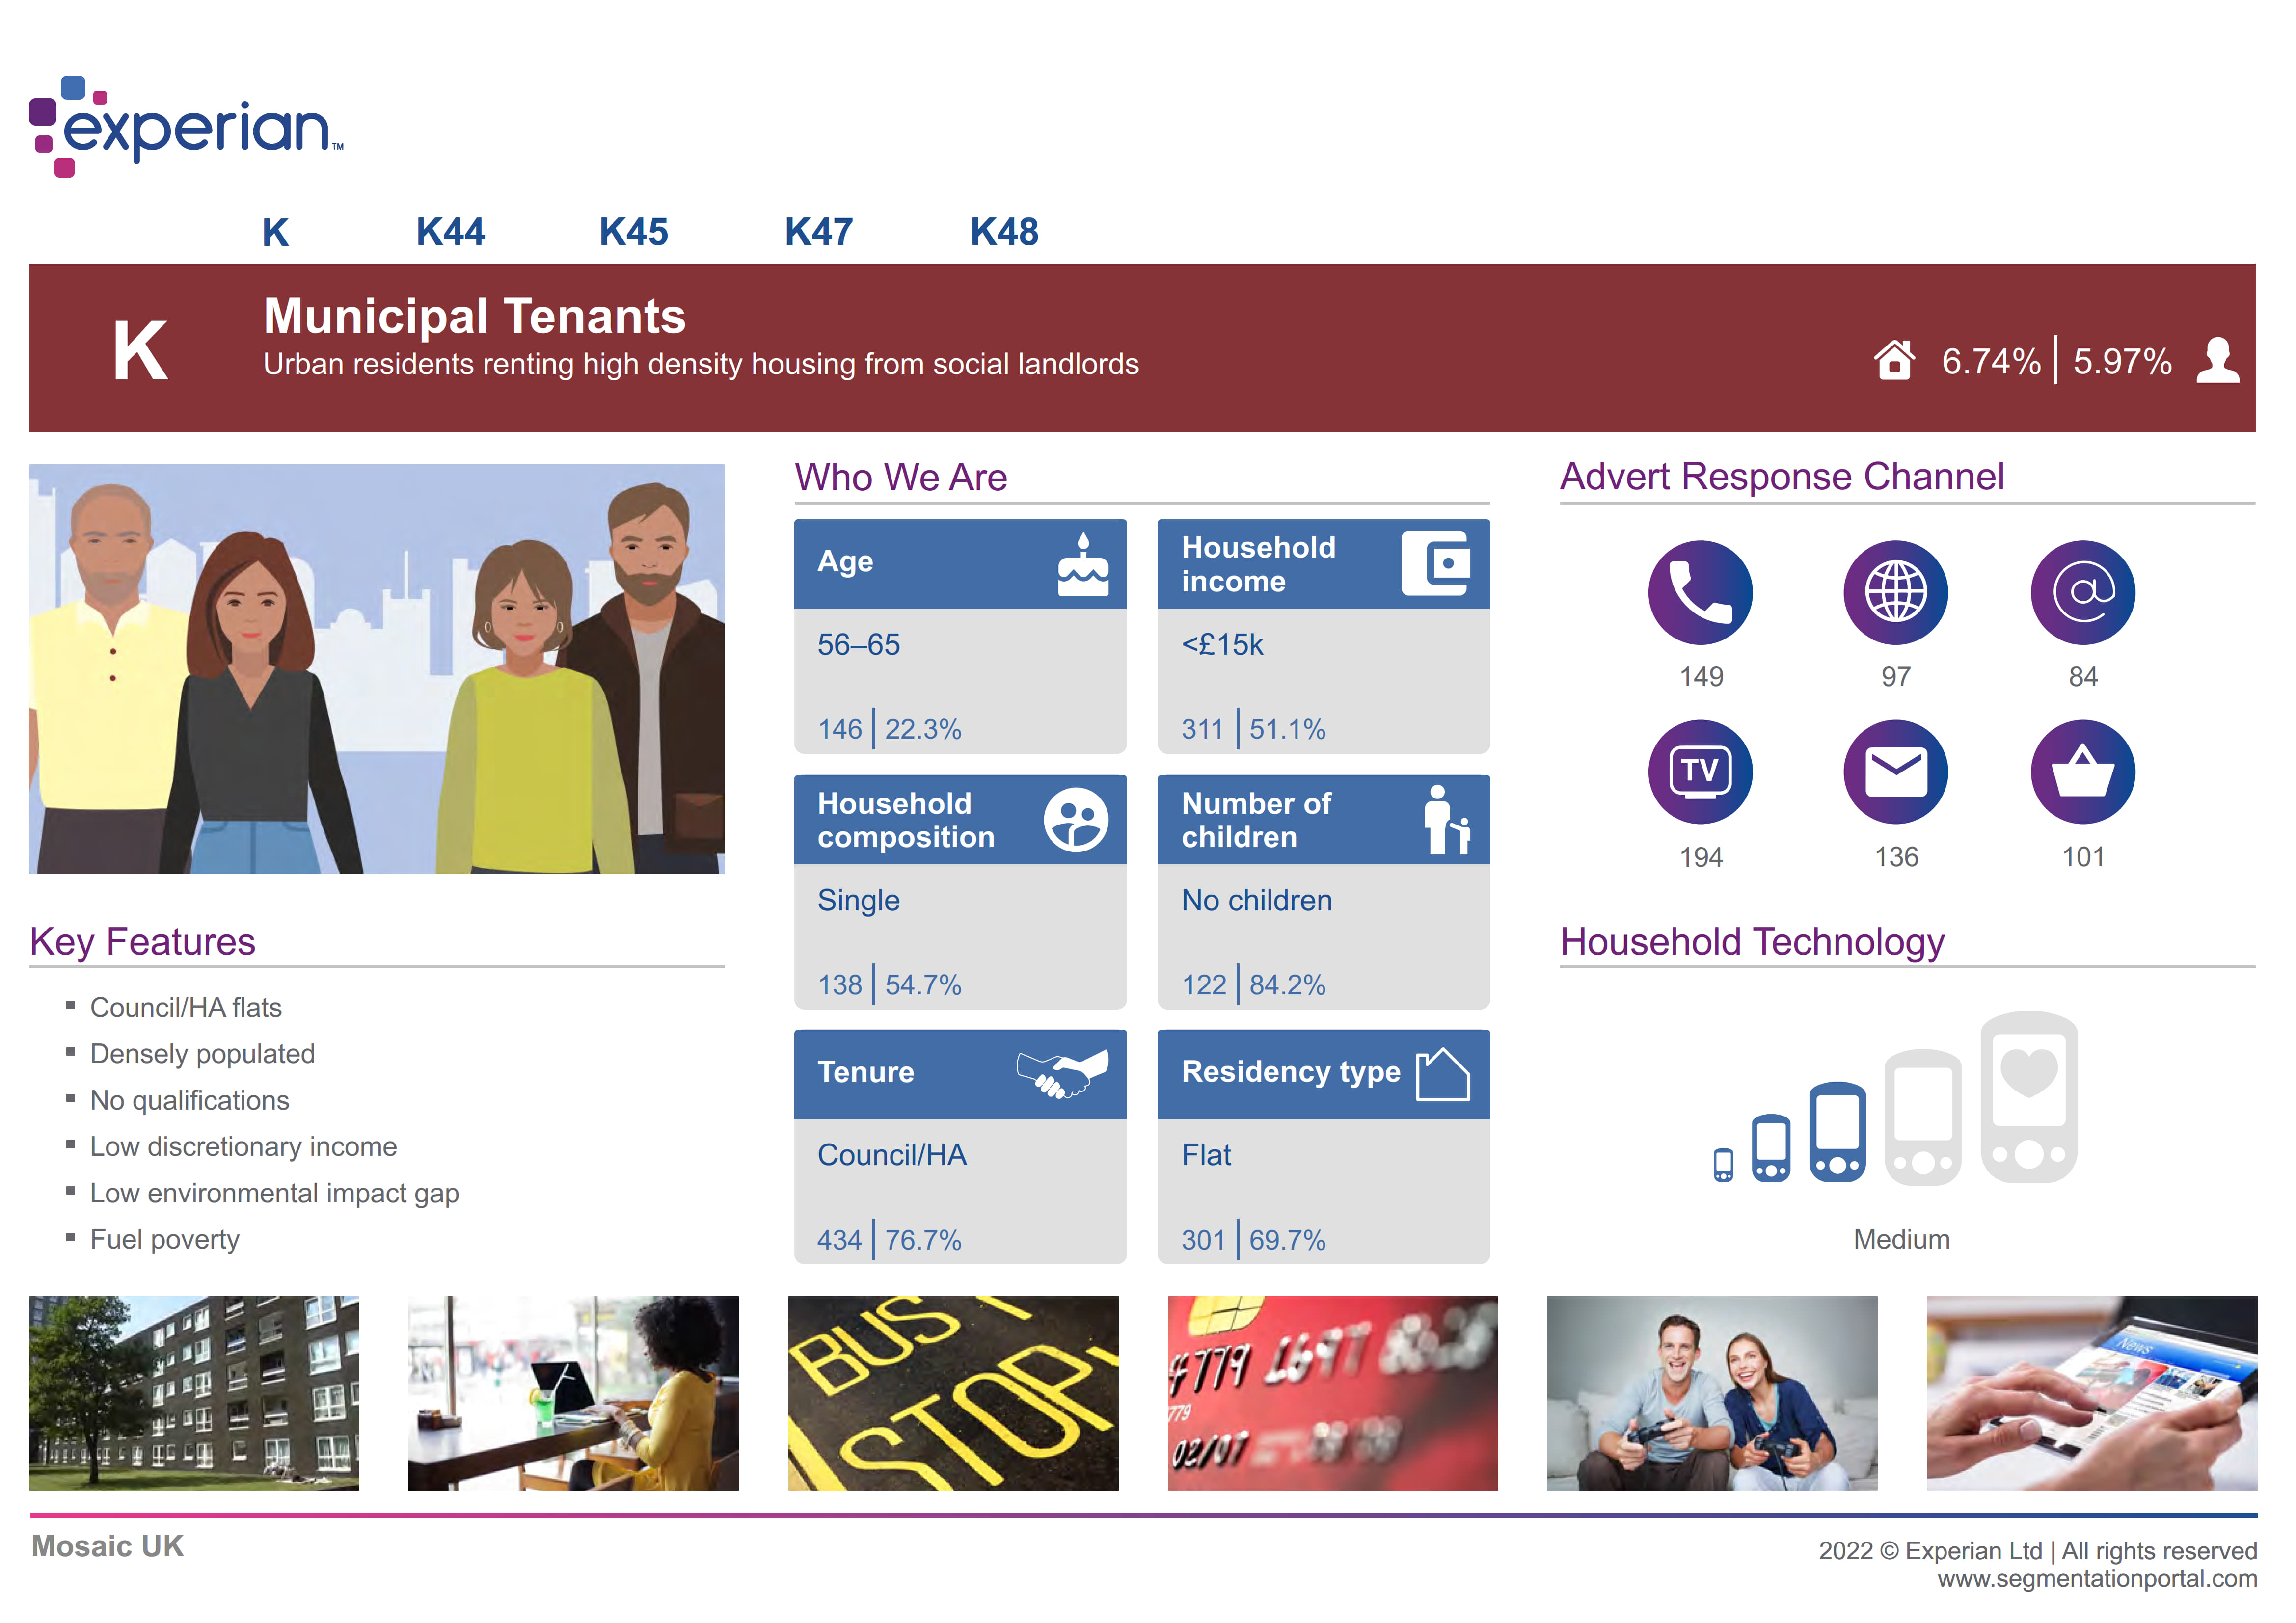 experian™
K K44 K45 K47 K48
K
Municipal Tenants
Urban residents renting high density housing from social landlords
6.74% | 5.97%
Who We Are
Age
56–65
146 | 22.3%
Household
income
<£15k
311 | 51.1%
Household
composition
Single
138 | 54.7%
Number of
children
No children
122 | 84.2%
Tenure
Council/HA
434 | 76.7%
Residency type
Flat
301 | 69.7%
Advert Response Channel
149 97 84
TV
194 136 101
Key Features
▪ Council/HA flats
▪ Densely populated
▪ No qualifications
▪ Low discretionary income
▪ Low environmental impact gap
▪ Fuel poverty
Household Technology
Medium
BUS
STOP
News
Mosaic UK
2022 © Experian Ltd | All rights reserved
www.segmentationportal.com